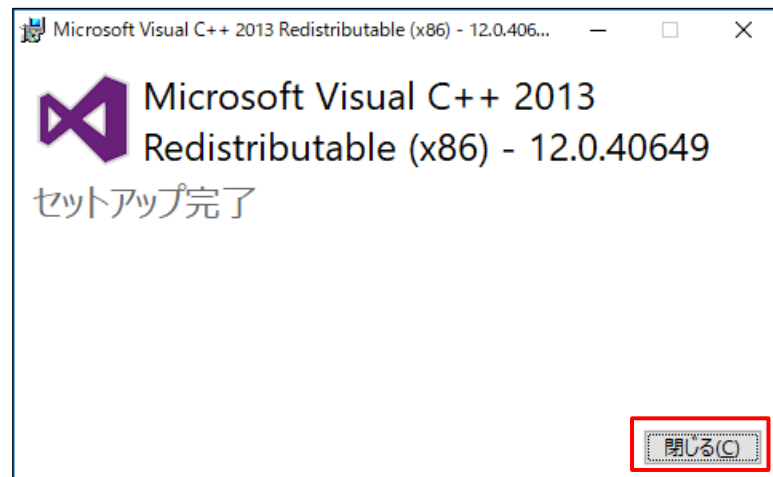 Microsoft Visual C++ 2013 Redistributable (x86) - 12.0.406...
Microsoft Visual C++ 2013
Redistributable (x86) - 12.0.40649
セットアップ完了
閉じる(C)